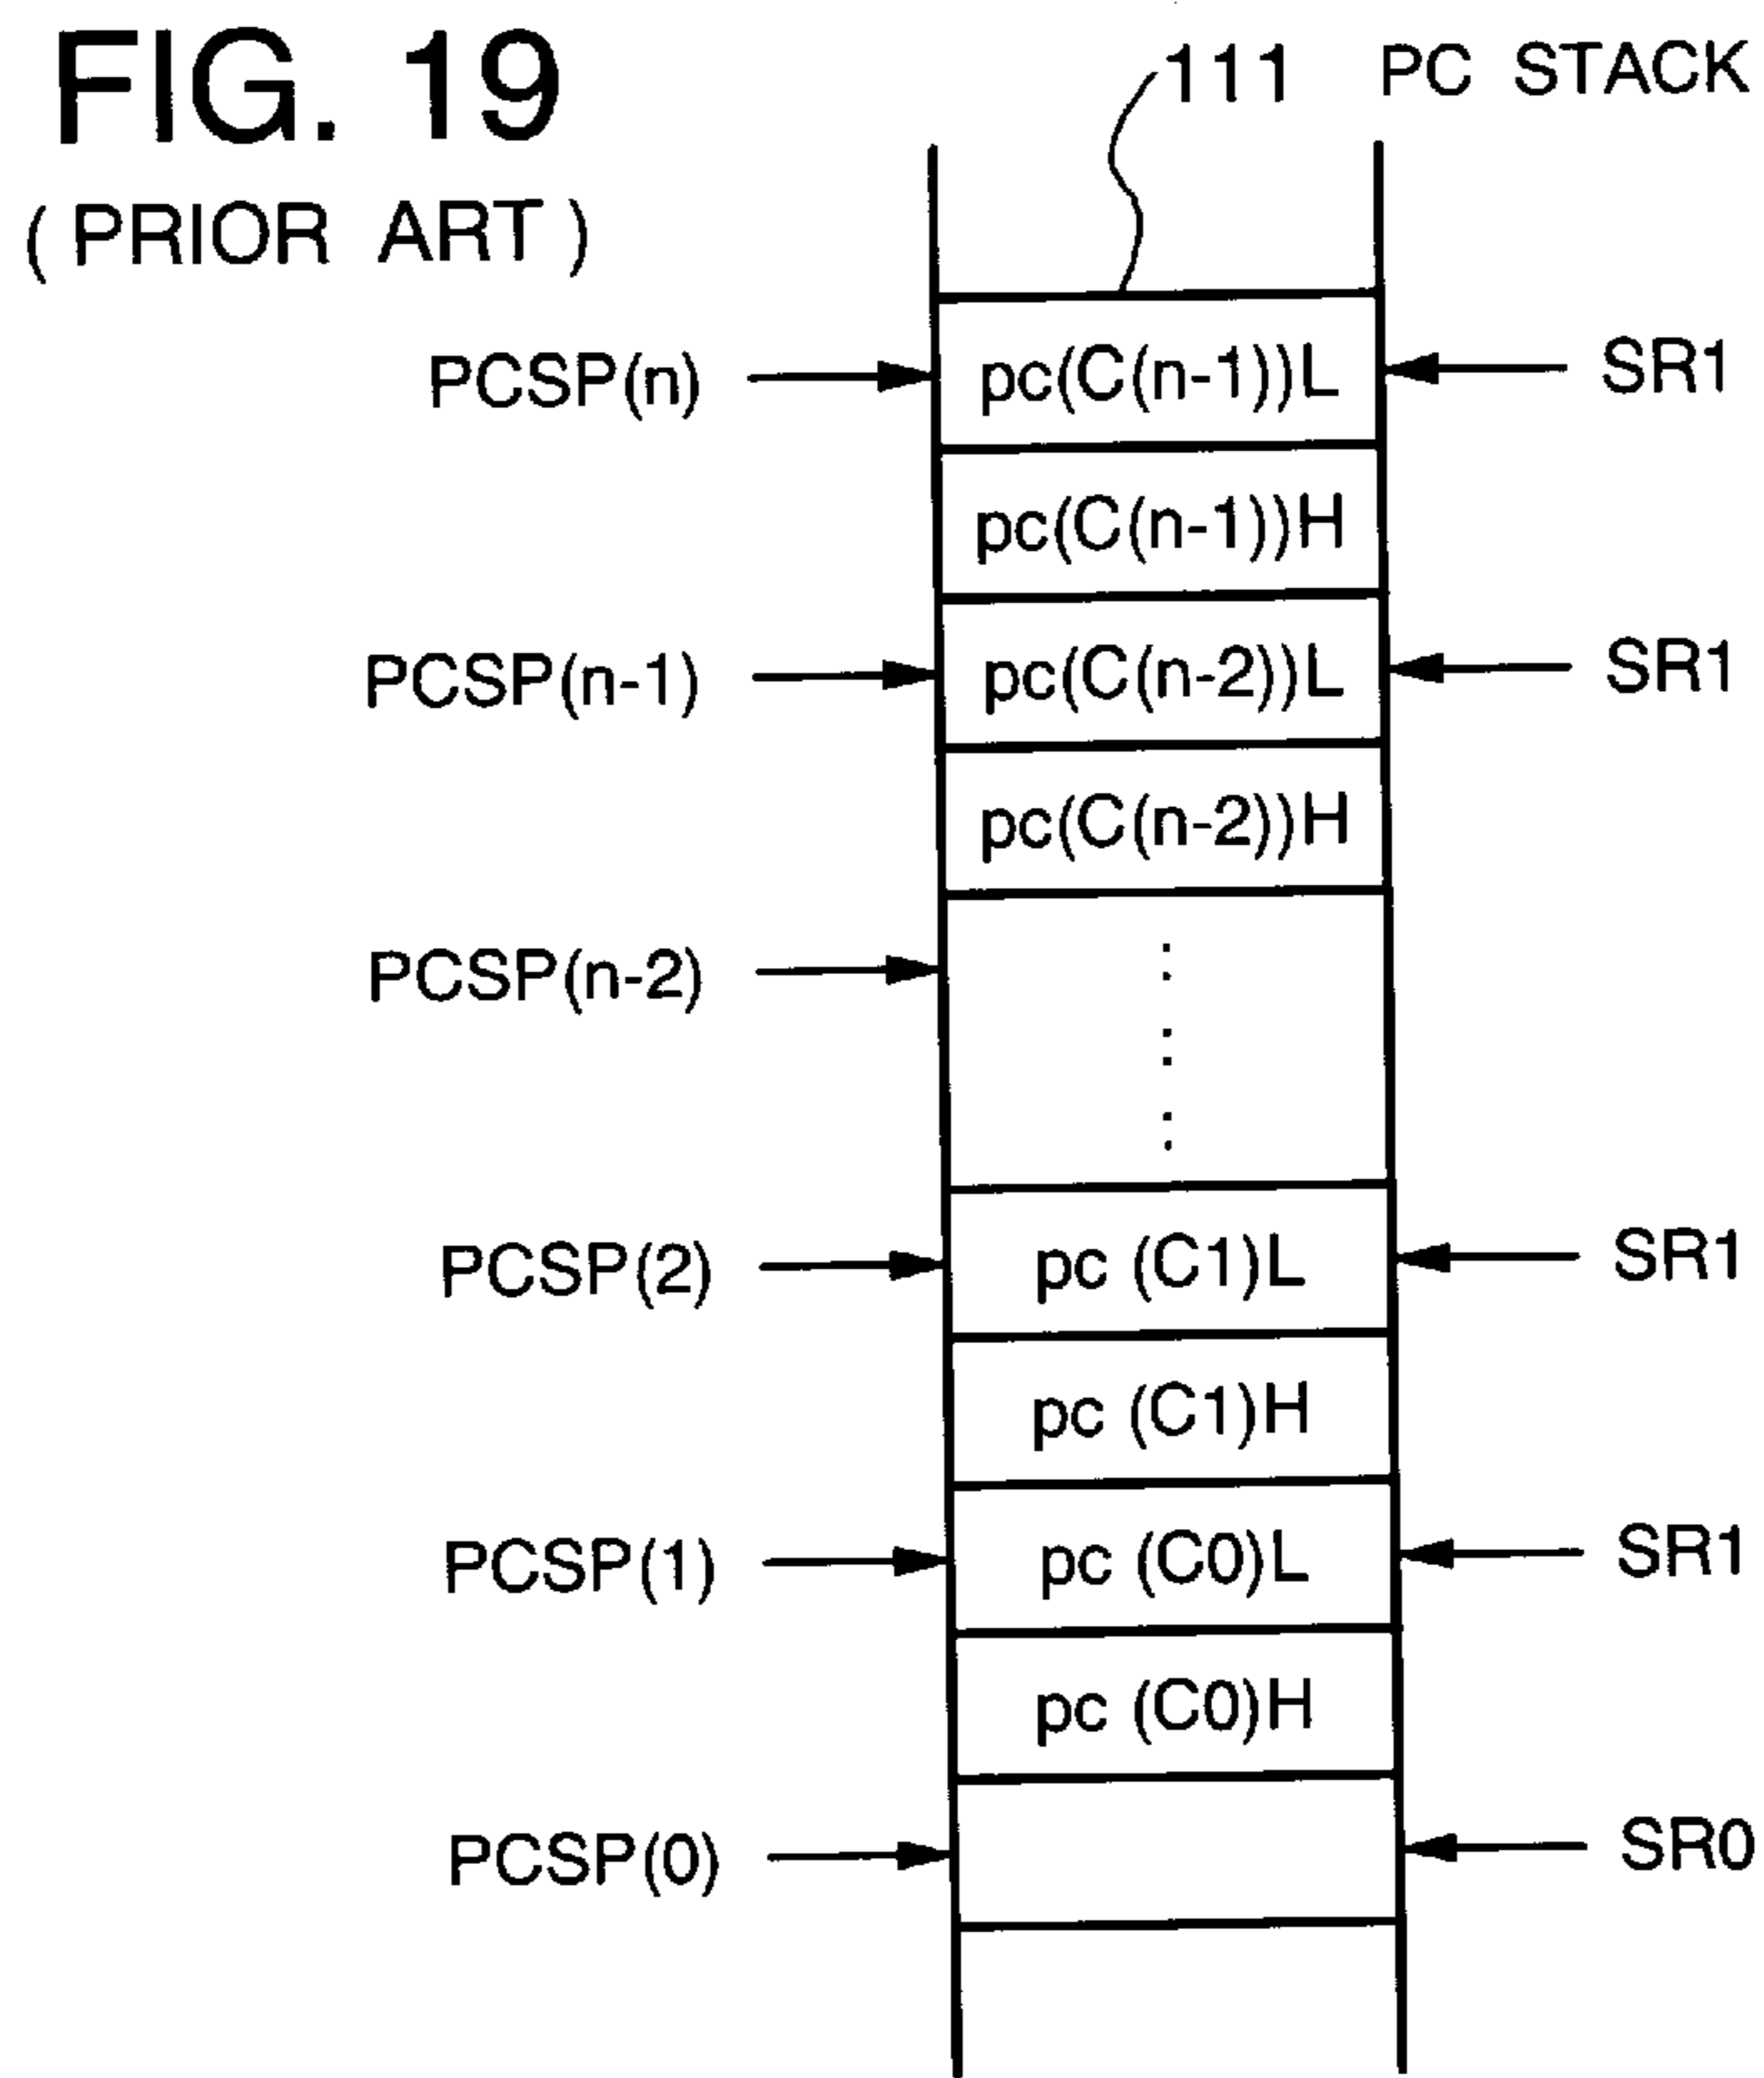 FIG. 19
( PRIOR ART )
111 PC STACK
PCSP(n) pc(C(n-1))L SR1
pc(C(n-1))H
PCSP(n-1) pc(C(n-2))L SR1
pc(C(n-2))H
PCSP(n-2)
PCSP(2) pc (C1)L SR1
pc (C1)H
PCSP(1) pc (C0)L SR1
pc (C0)H
PCSP(0) SR0